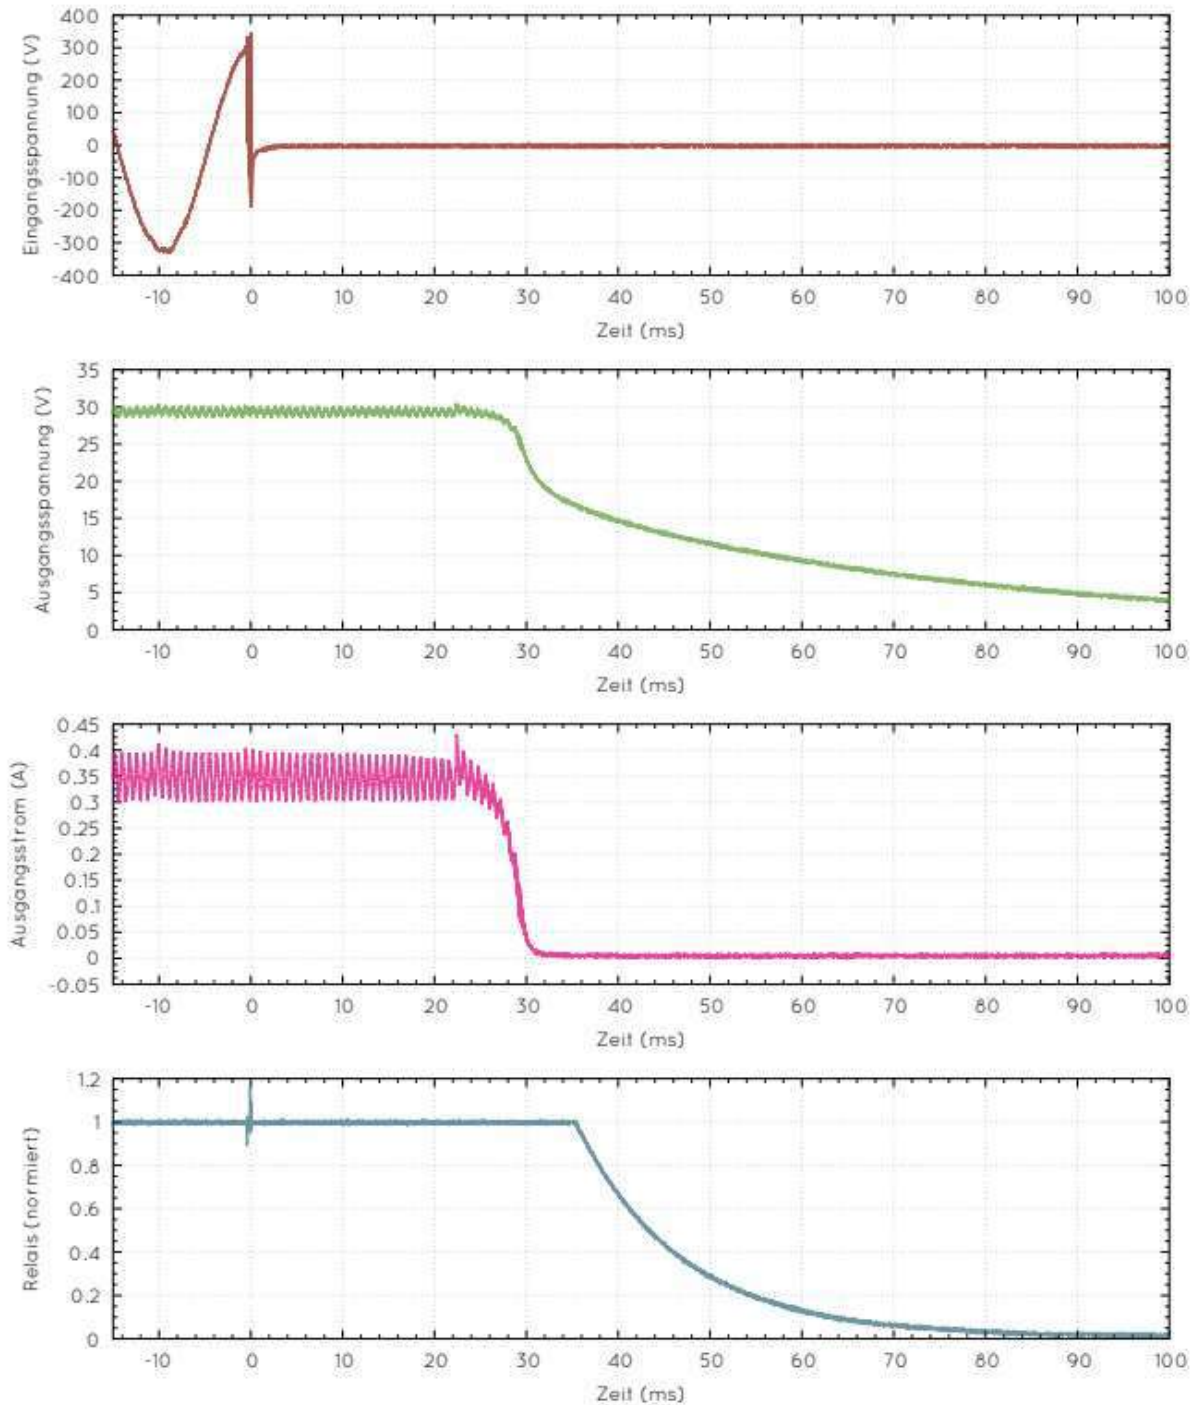 Eingangsspannung (V)
400
300
200
100
0
-100
-200
-300
-400
-10 0 10 20 30 40 50 60 70 80 90 100
Zeit (ms)
Ausgangsspannung (V)
35
30
25
20
15
10
5
0
-10 0 10 20 30 40 50 60 70 80 90 100
Zeit (ms)
Ausgangsstrom (A)
0.45
0.4
0.35
0.3
0.25
0.2
0.15
0.1
0.05
0
-0.05
-10 0 10 20 30 40 50 60 70 80 90 100
Zeit (ms)
Relais (normiert)
1.2
1
0.8
0.6
0.4
0.2
0
-10 0 10 20 30 40 50 60 70 80 90 100
Zeit (ms)